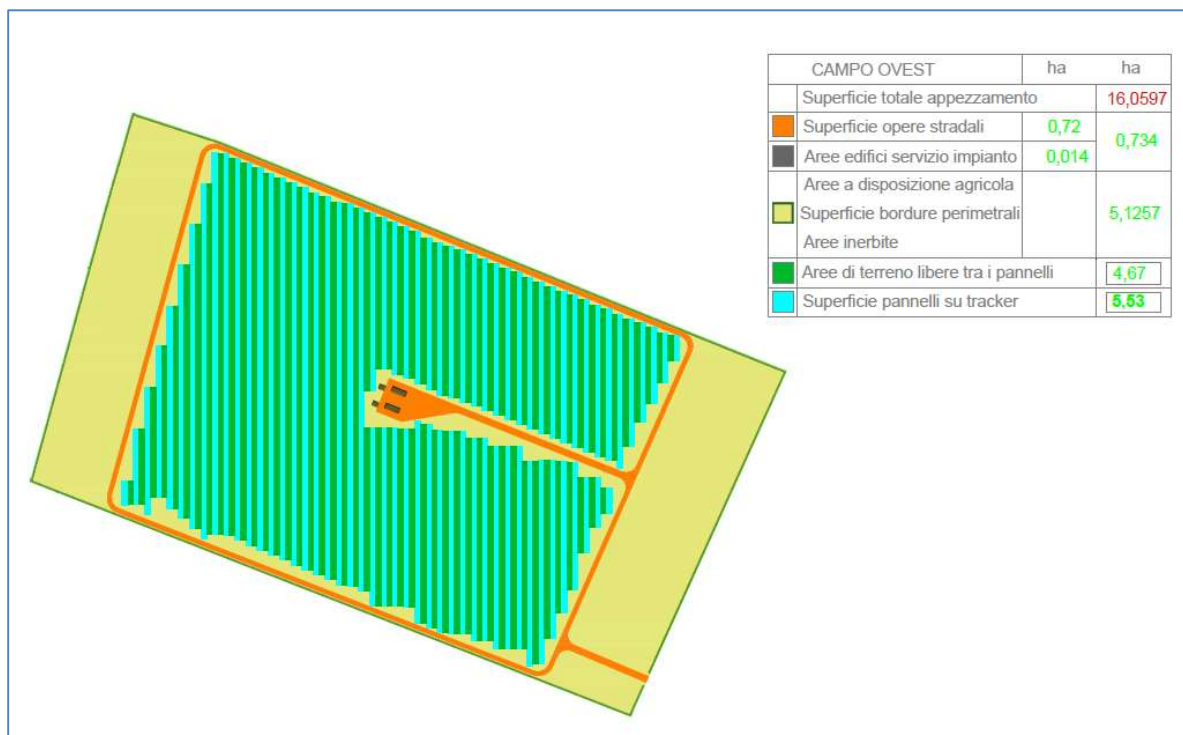 CAMPO OVEST ha ha
Superficie totale appezzamento 16,0597
Superficie opere stradali 0,72
0,734
Aree edifici servizio impianto 0,014
Aree a disposizione agricola
Superficie bordure perimetrali 5,1257
Aree inerbite
Aree di terreno libere tra i pannelli 4,67
Superficie pannelli su tracker 5,53